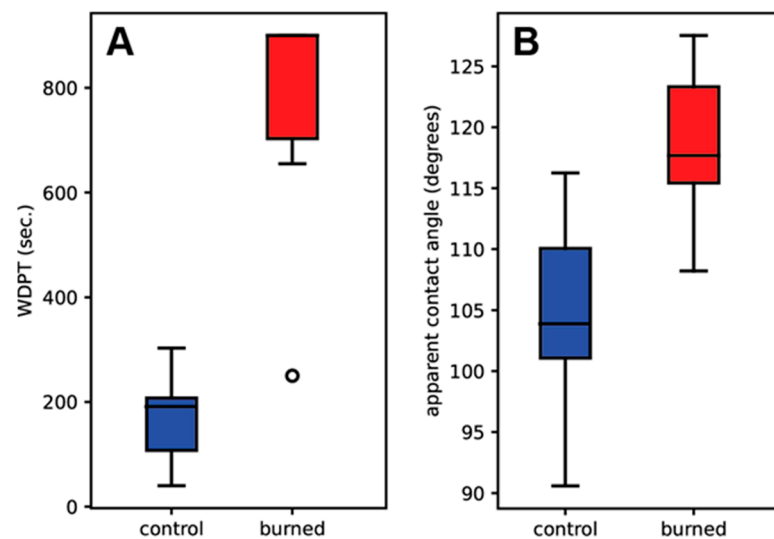 A
800
600
400
200
0
WDPT (sec.)
control burned
B
125
120
115
110
105
100
95
90
apparent contact angle (degrees)
control burned